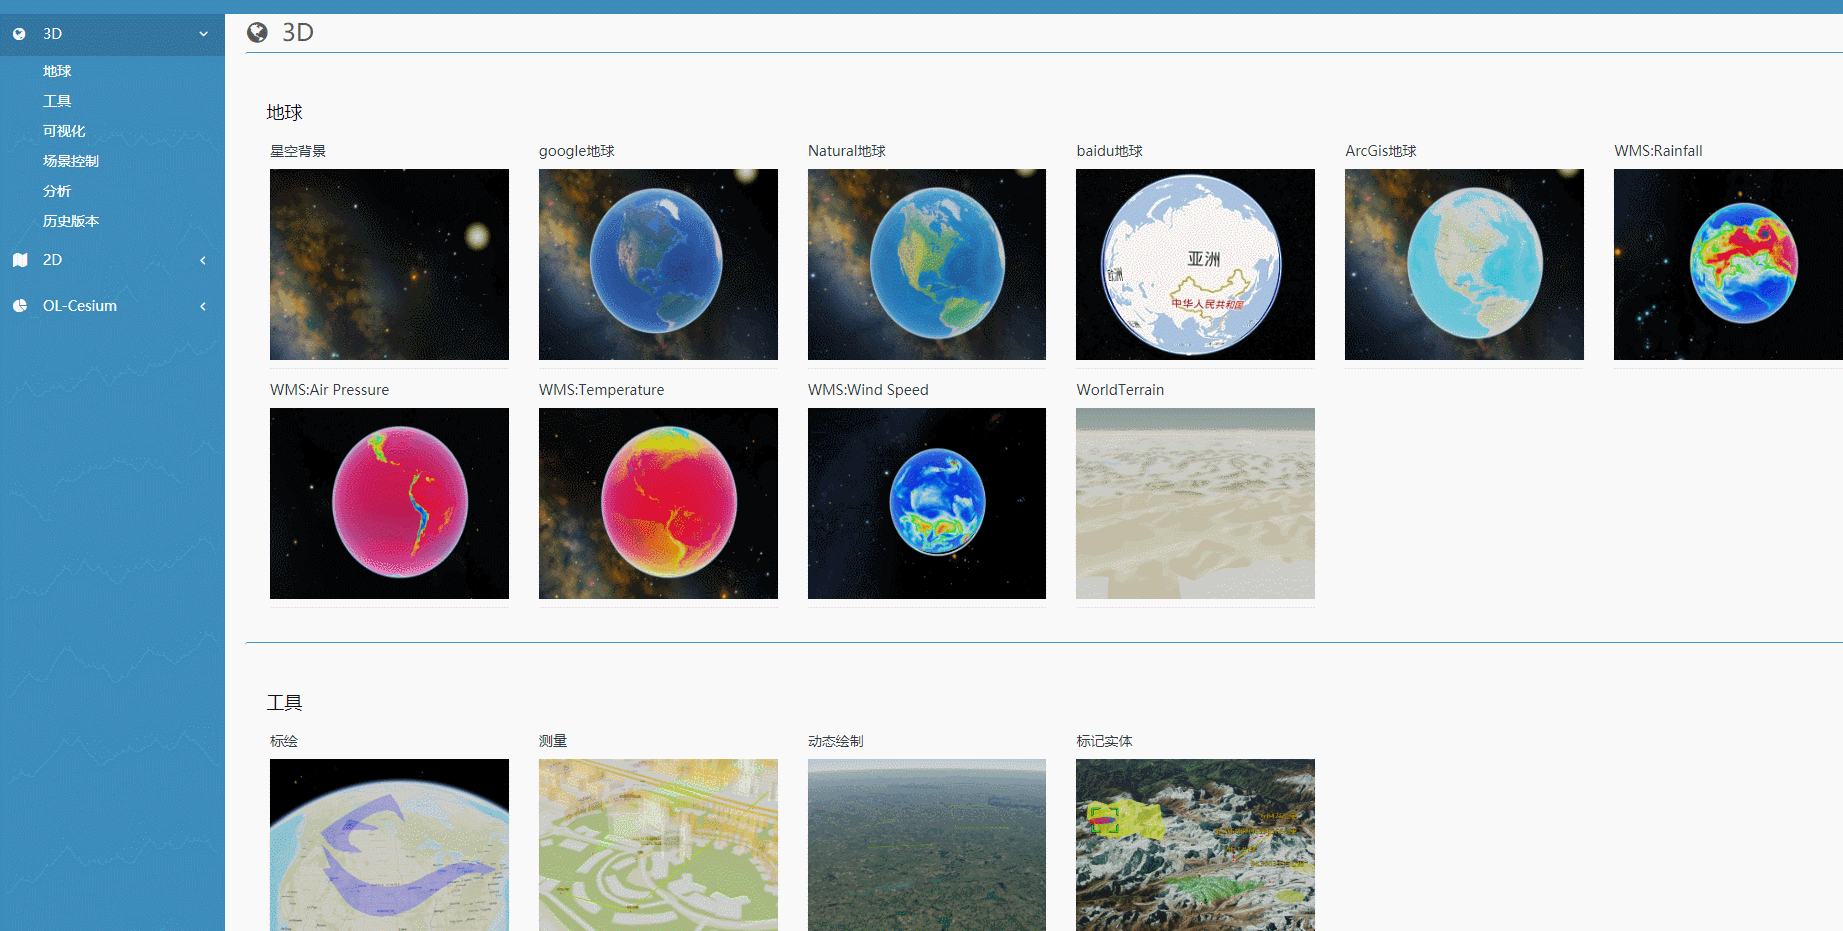 3D
地球
工具
可视化
场景控制
分析
历史版本
2D
OL-Cesium
3D
地球
星空背景
google地球
Natural地球
baidu地球
ArcGis地球
WMS:Rainfall
亚洲
中华人民共和国
WMS:Air Pressure
WMS:Temperature
WMS:Wind Speed
WorldTerrain
工具
标绘
测量
动态绘制
标记实体